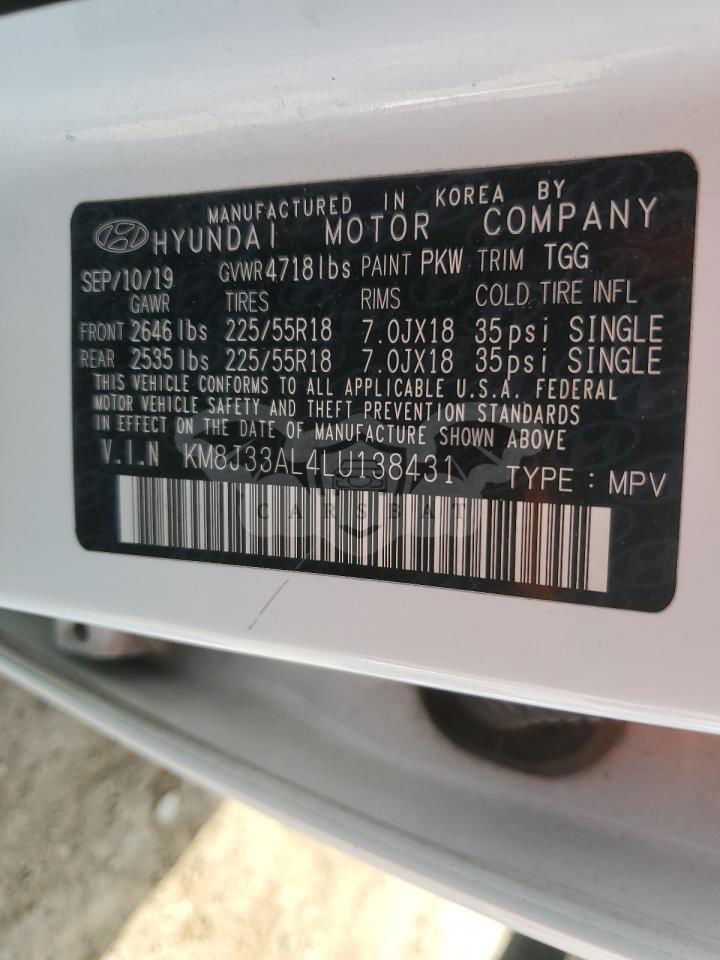 MANUFACTURED IN KOREA BY
HYUNDAI MOTOR COMPANY
SEP/10/19 GVWR 4718lbs PAINT PKW TRIM TGG
GAWR TIRES RIMS COLD TIRE INFL
FRONT 2646 lbs 225/55R18 7.0JX18 35psi SINGLE
REAR 2535 lbs 225/55R18 7.0JX18 35psi SINGLE
THIS VEHICLE CONFORMS TO ALL APPLICABLE U.S.A. FEDERAL
MOTOR VEHICLE SAFETY AND THEFT PREVENTION STANDARDS
IN EFFECT ON THE DATE OF MANUFACTURE SHOWN ABOVE
V.I.N KM8J33AL4LU138431 TYPE : MPV
CARSBAT